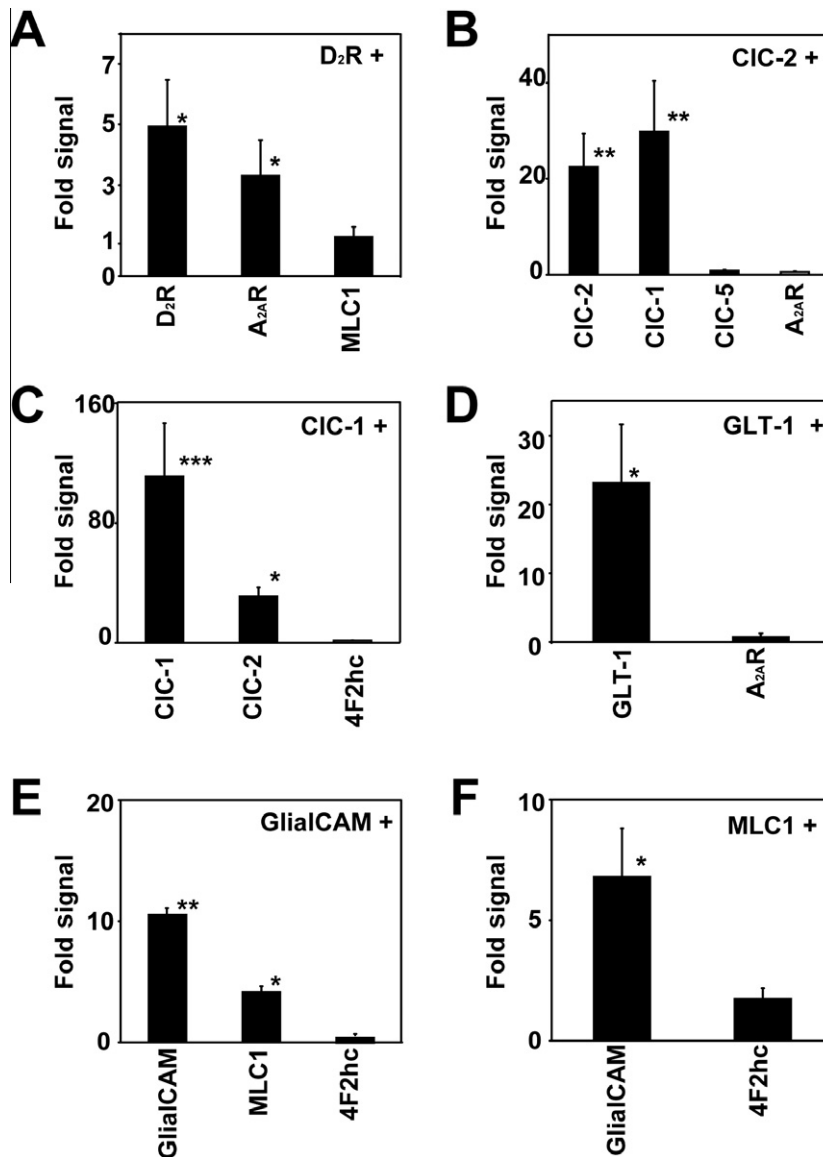 A
D₂R +
Fold signal
7
5
3
1
0
*
*
D₂R
A₂ₐR
MLC1
B
ClC-2 +
Fold signal
40
20
0
**
**
ClC-2
ClC-1
ClC-5
A₂ₐR
C
ClC-1 +
Fold signal
160
80
0
***
*
ClC-1
ClC-2
4F2hc
D
GLT-1 +
Fold signal
30
20
10
0
*
GLT-1
A₂ₐR
E
GlialCAM +
Fold signal
20
10
0
**
*
GlialCAM
MLC1
4F2hc
F
MLC1 +
Fold signal
10
5
0
*
GlialCAM
4F2hc